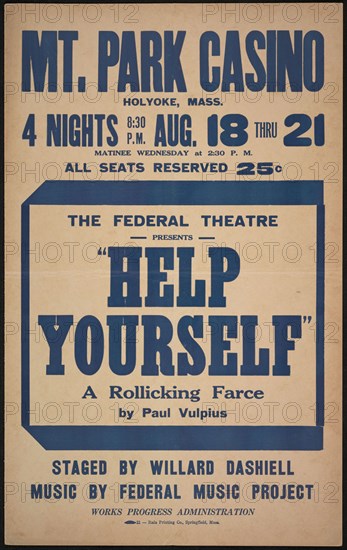 MT. PARK CASINO
HOLYOKE, MASS.
4 NIGHTS 8:30 P.M. AUG. 18 THRU 21
MATINEE WEDNESDAY at 2:30 P. M.
ALL SEATS RESERVED 25c
THE FEDERAL THEATRE
PRESENTS
"HELP
YOURSELF"
A Rollicking Farce
by Paul Vulpius
STAGED BY WILLARD DASHIELL
MUSIC BY FEDERAL MUSIC PROJECT
WORKS PROGRESS ADMINISTRATION
Printing Co., Springfield, Mass.